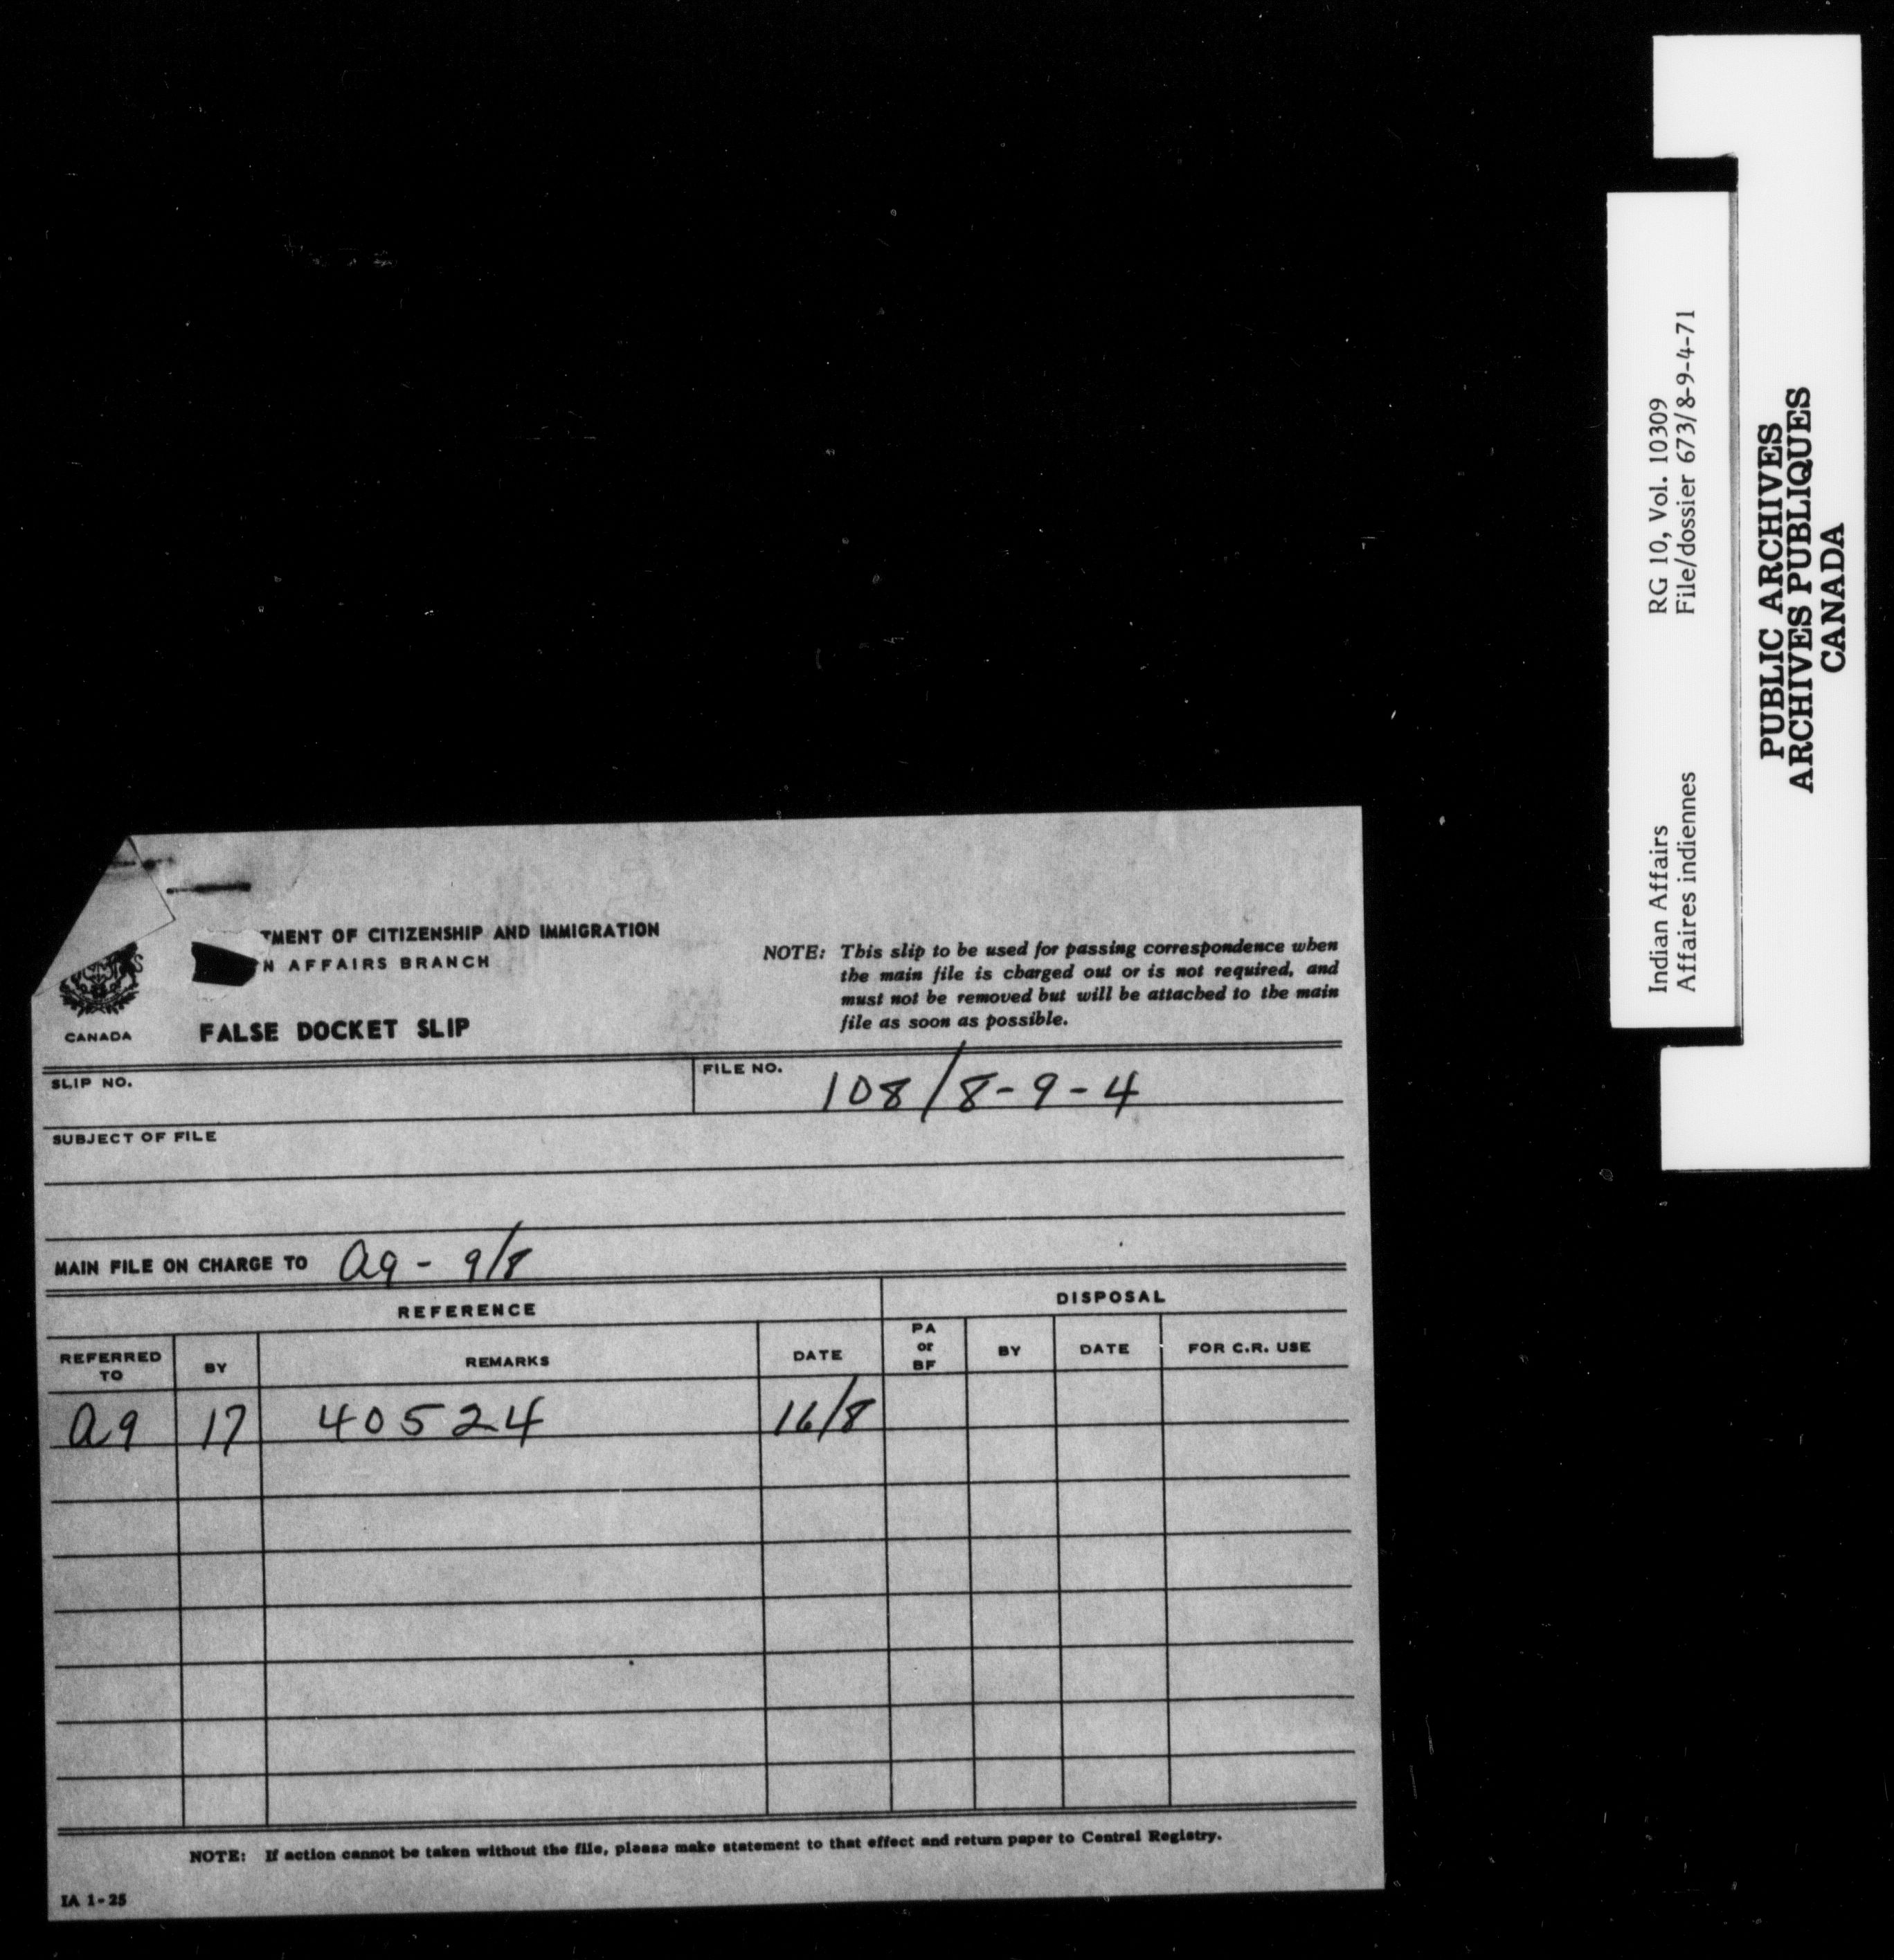 TMENT OF CITIZENSHIP AND IMMIGRATION
N AFFAIRS BRANCH
CANADA
FALSE DOCKET SLIP
NOTE: This slip to be used for passing correspondence when
the main file is charged out or is not required, and
must not be removed but will be attached to the main
file as soon as possible.
SLIP NO.
FILE NO. 108/8-9-4
SUBJECT OF FILE
MAIN FILE ON CHARGE TO a9 - 9/8
REFERENCE DISPOSAL
REFERRED TO BY REMARKS DATE PA or BF BY DATE FOR C.R. USE
a9 17 40524 16/8
NOTE: If action cannot be taken without the file, please make statement to that effect and return paper to Central Registry.
IA 1-25
Indian Affairs RG 10, Vol. 10309
Affaires indiennes File/dossier 673/8-9-4-71
PUBLIC ARCHIVES
ARCHIVES PUBLIQUES
CANADA